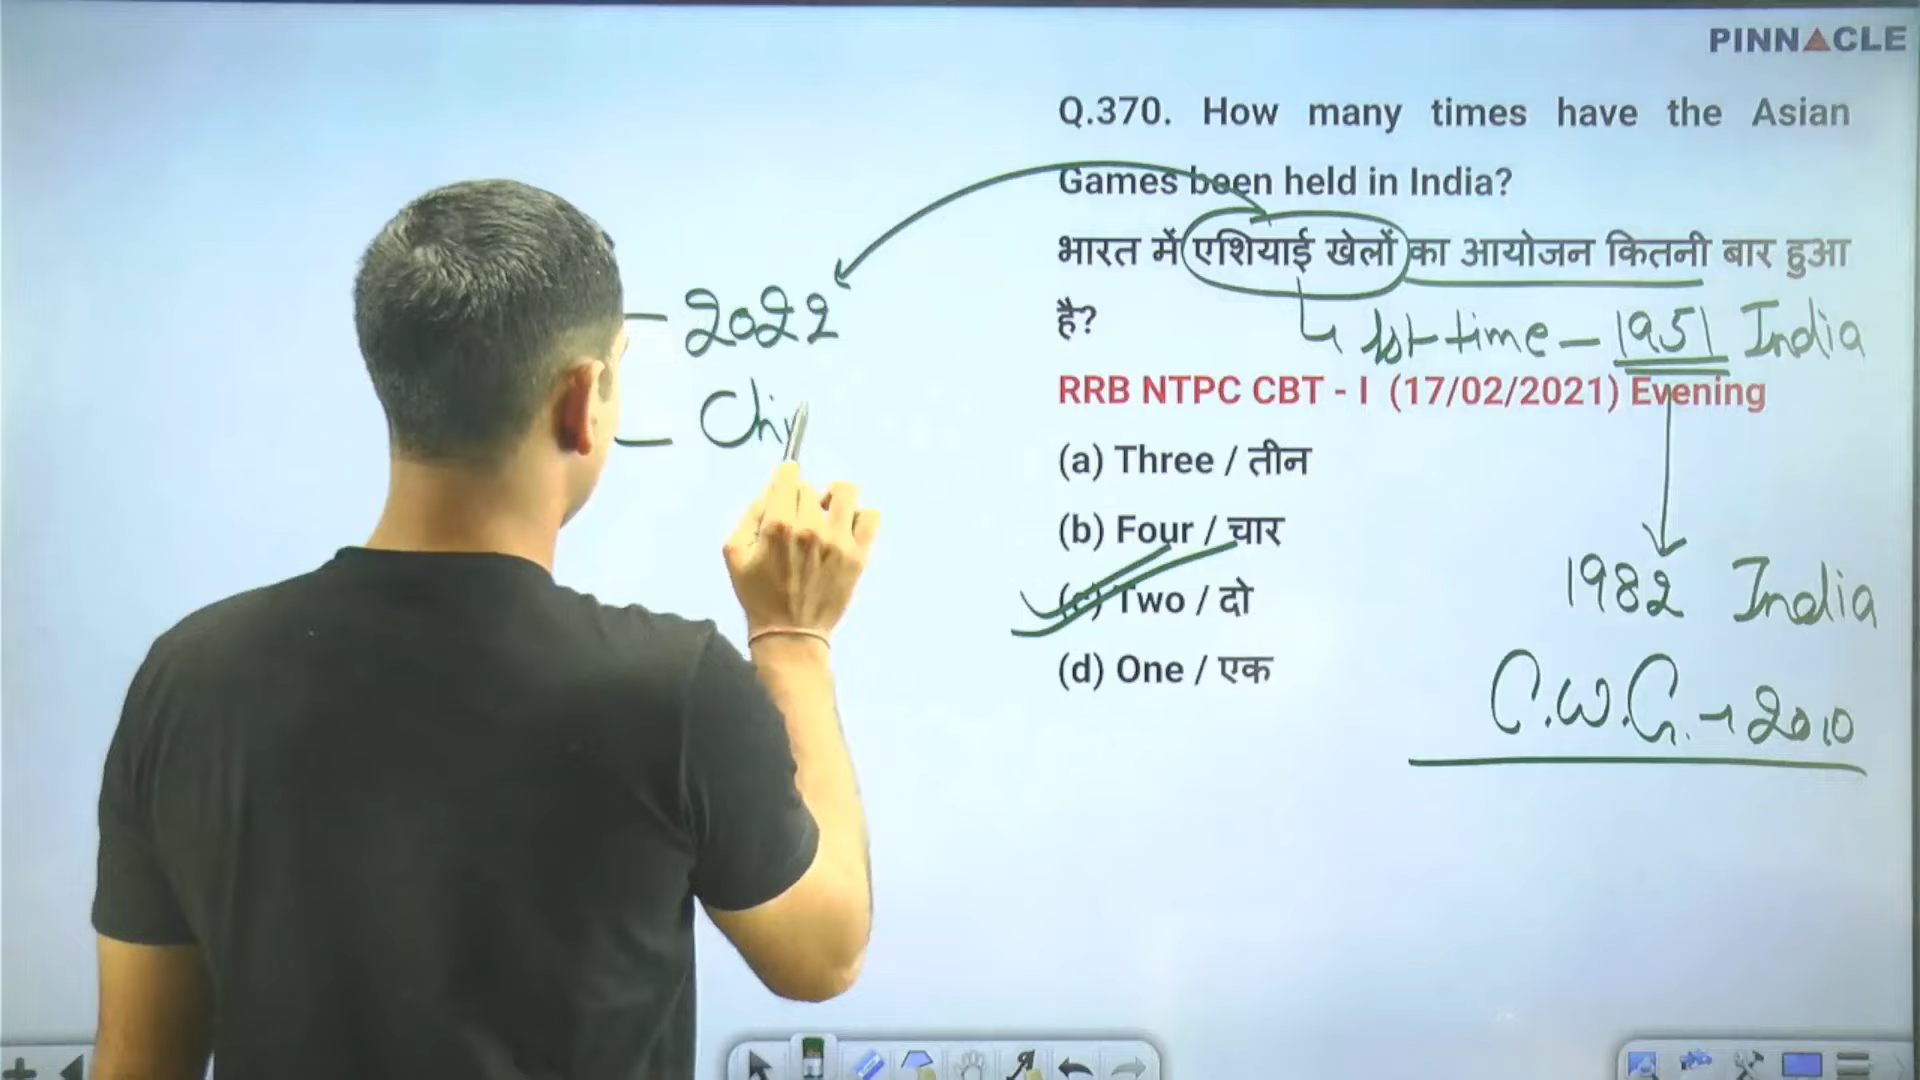 PINNACLE
Q.370. How many times have the Asian
Games been held in India?
भारत में एशियाई खेलों का आयोजन कितनी बार हुआ
है?
1st time - 1951 India
RRB NTPC CBT - I (17/02/2021) Evening
(a) Three / तीन
(b) Four / चार
(c) Two / दो
(d) One / एक
1982 India
C.W.G. → 2010
- 2022
- Chi